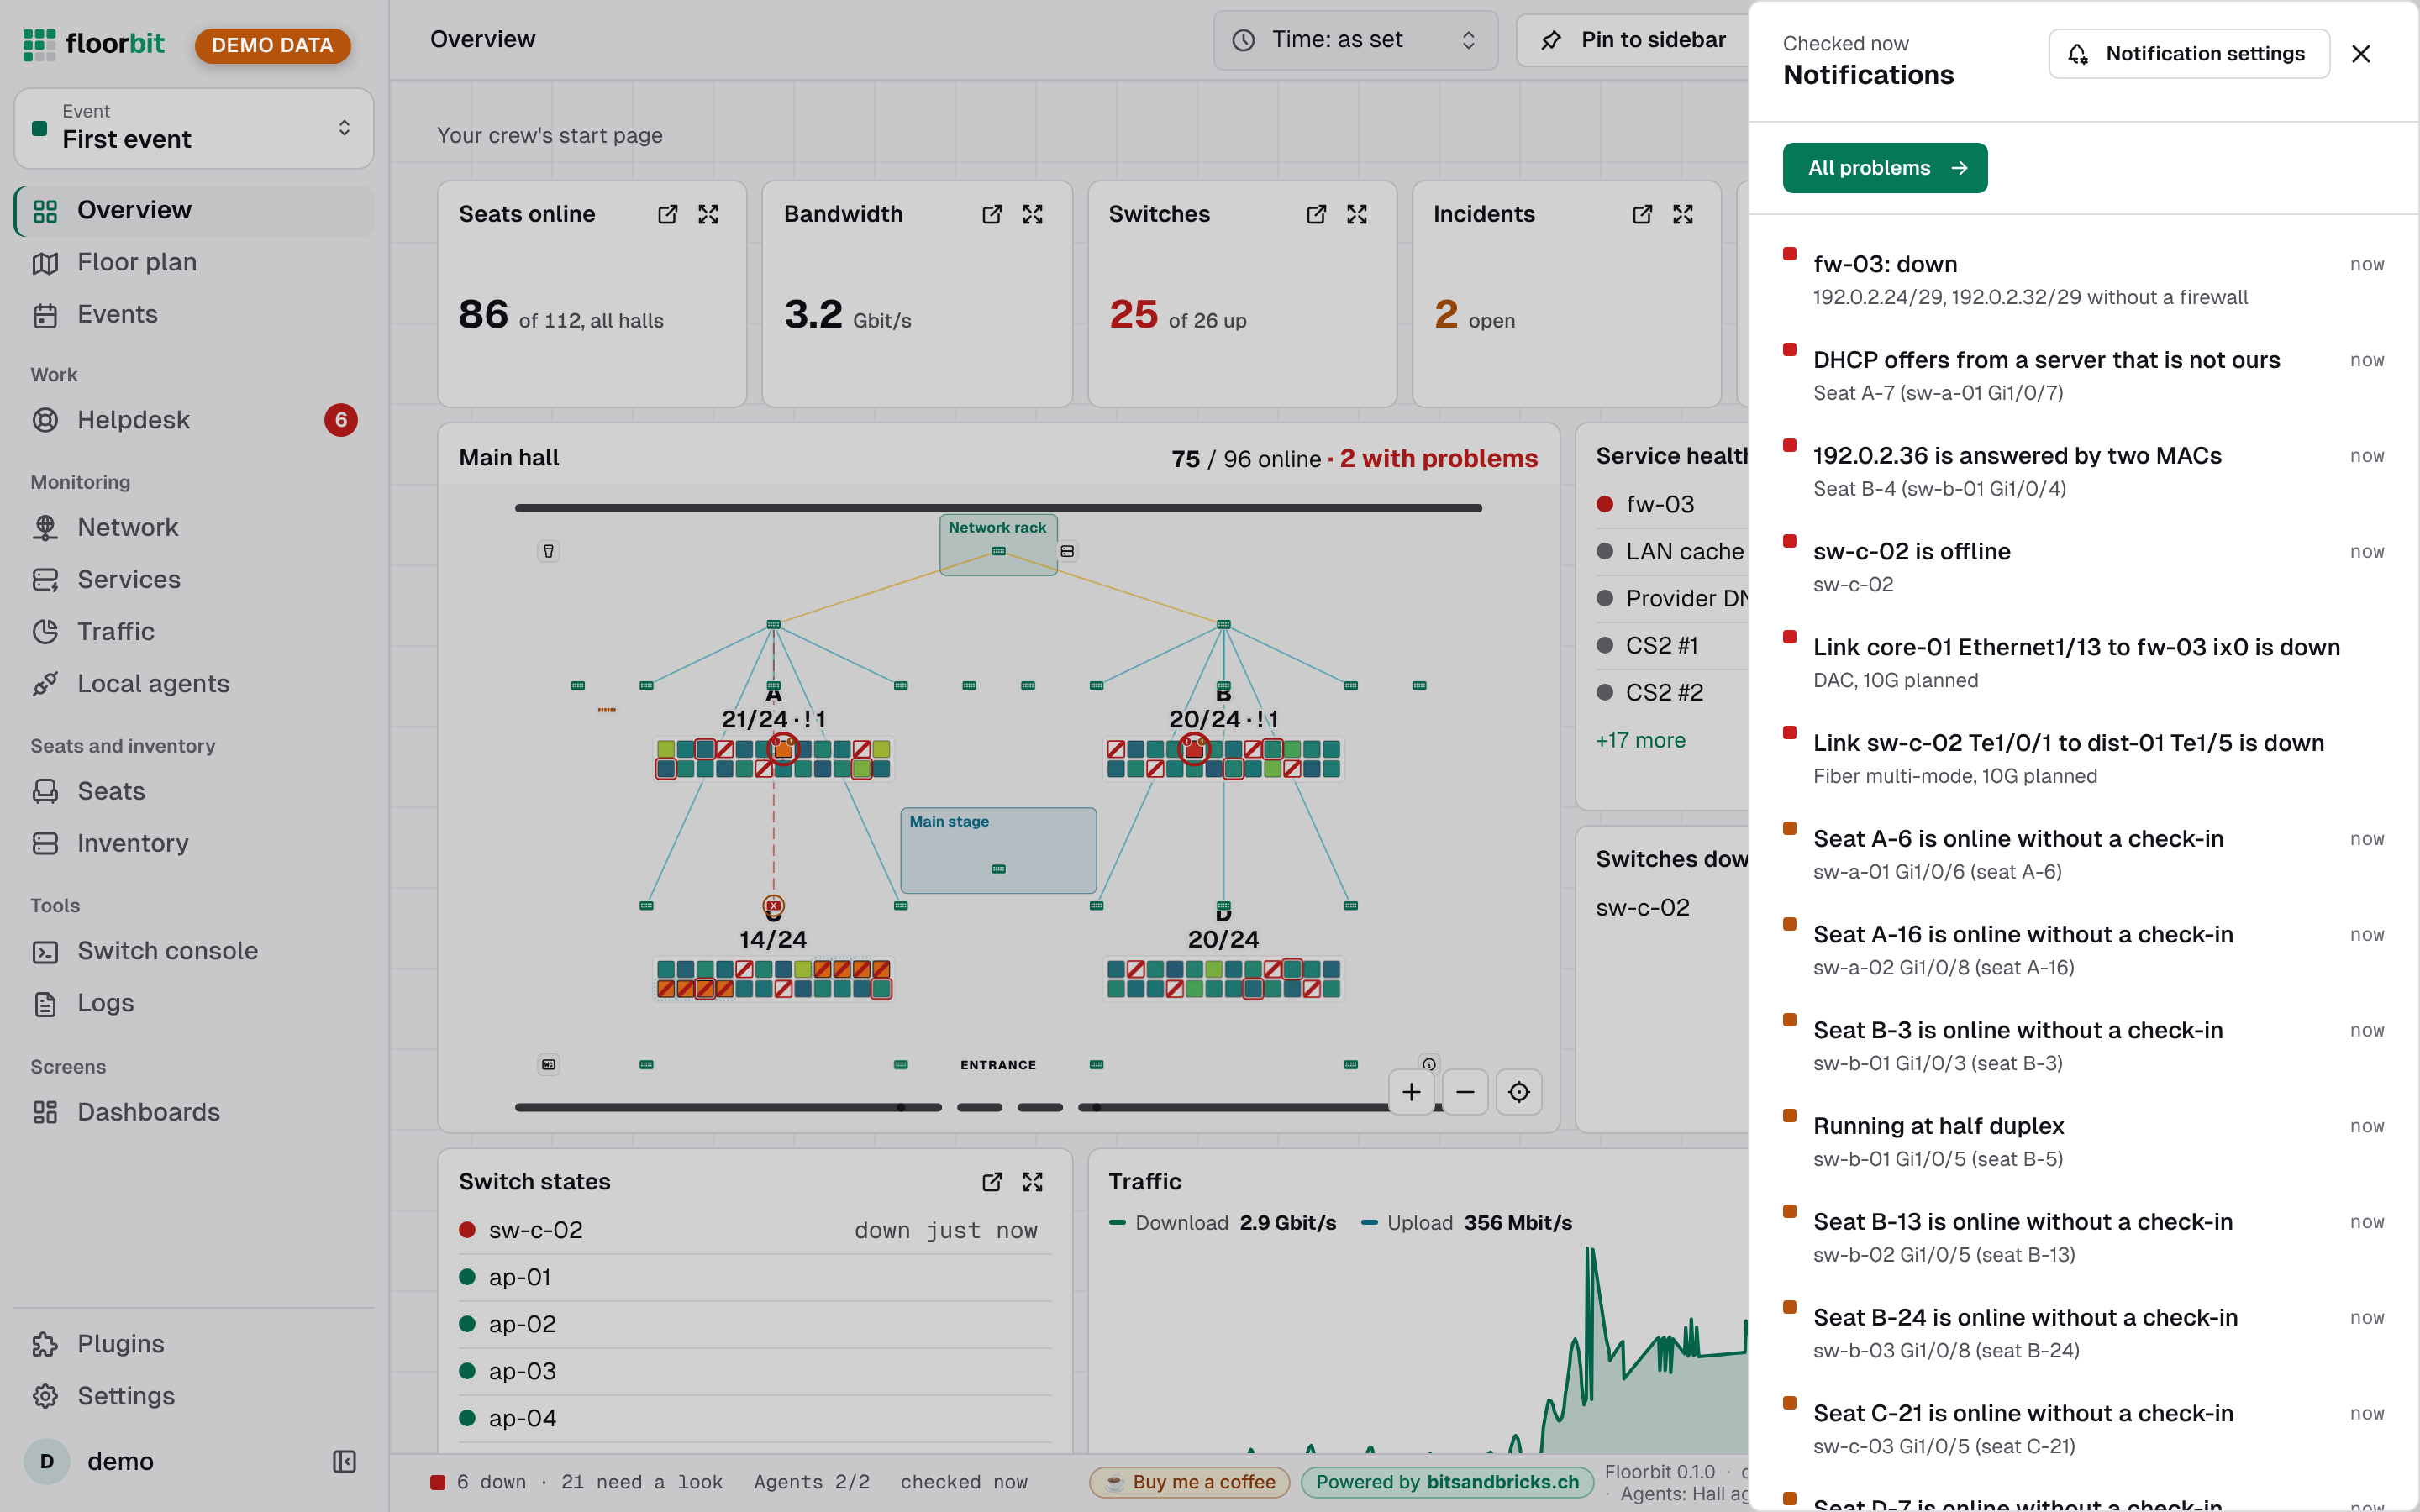 floorbit
DEMO DATA
Event
First event
Overview
Floor plan
Events
Work
Helpdesk
6
Monitoring
Network
Services
Traffic
Local agents
Seats and inventory
Seats
Inventory
Tools
Switch console
Logs
Screens
Dashboards
Plugins
Settings
D
demo
Overview
Time: as set
Pin to sidebar
Your crew's start page
Seats online
86 of 112, all halls
Bandwidth
3.2 Gbit/s
Switches
25 of 26 up
Incidents
2 open
Main hall
75 / 96 online · 2 with problems
Network rack
A
21/24 · ! 1
B
20/24 · ! 1
Main stage
14/24
D
20/24
WC
ENTRANCE
Service health
fw-03
LAN cache
Provider DN
CS2 #1
CS2 #2
+17 more
Switches dow
sw-c-02
Switch states
sw-c-02 down just now
ap-01
ap-02
ap-03
ap-04
Traffic
Download 2.9 Gbit/s Upload 356 Mbit/s
6 down · 21 need a look Agents 2/2 checked now
Buy me a coffee
Powered by bitsandbricks.ch
Floorbit 0.1.0 ·
· Agents: Hall ag
Checked now
Notifications
Notification settings
All problems
fw-03: down now
192.0.2.24/29, 192.0.2.32/29 without a firewall
DHCP offers from a server that is not ours now
Seat A-7 (sw-a-01 Gi1/0/7)
192.0.2.36 is answered by two MACs now
Seat B-4 (sw-b-01 Gi1/0/4)
sw-c-02 is offline now
sw-c-02
Link core-01 Ethernet1/13 to fw-03 ix0 is down
DAC, 10G planned
Link sw-c-02 Te1/0/1 to dist-01 Te1/5 is down
Fiber multi-mode, 10G planned
Seat A-6 is online without a check-in now
sw-a-01 Gi1/0/6 (seat A-6)
Seat A-16 is online without a check-in now
sw-a-02 Gi1/0/8 (seat A-16)
Seat B-3 is online without a check-in now
sw-b-01 Gi1/0/3 (seat B-3)
Running at half duplex now
sw-b-01 Gi1/0/5 (seat B-5)
Seat B-13 is online without a check-in now
sw-b-02 Gi1/0/5 (seat B-13)
Seat B-24 is online without a check-in now
sw-b-03 Gi1/0/8 (seat B-24)
Seat C-21 is online without a check-in now
sw-c-03 Gi1/0/5 (seat C-21)
Seat D-7 is online without a check-in now